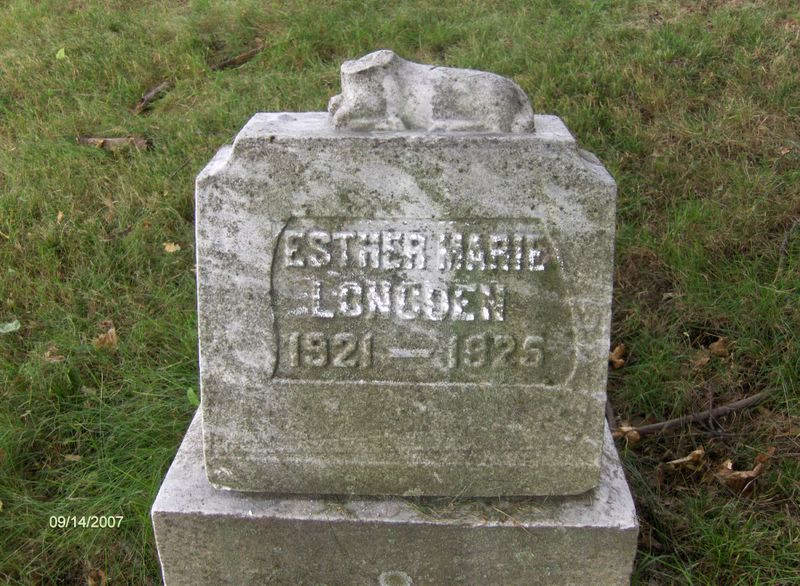 ESTHER MARIE
LONGDEN
1921 — 1925
09/14/2007